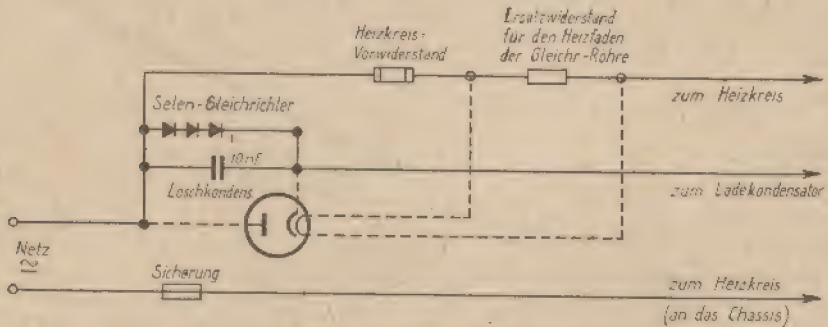 Heizkreis-
Vorwiderstand
Ersatzwiderstand
für den Heizfaden
der Gleichr-Röhre
zum Heizkreis
Selen-Gleichrichter
10nF
Löschkondens
zum Ladekondensator
Netz
≂
Sicherung
zum Heizkreis
(an das Chassis)